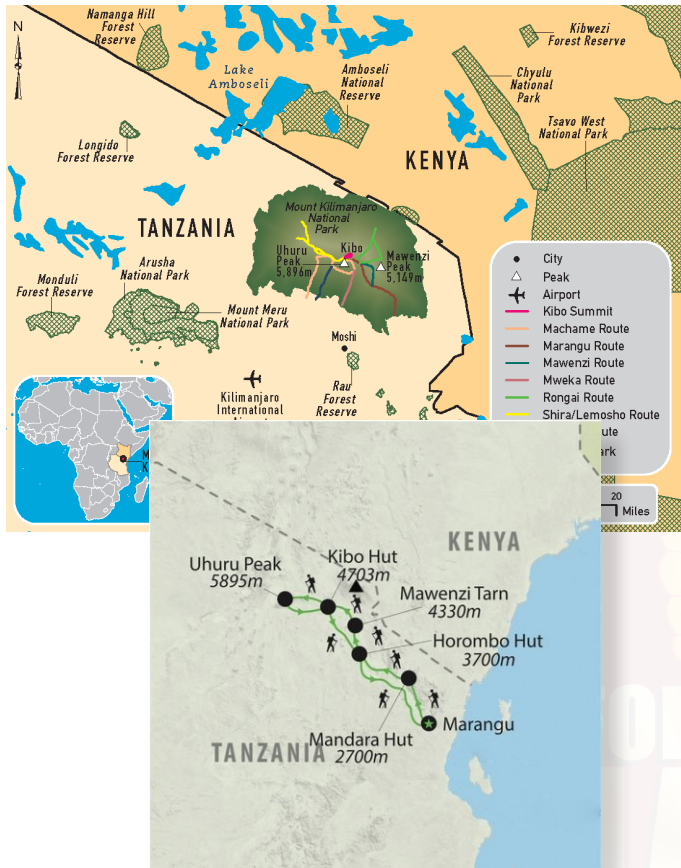 Namanga Hill
Forest
Reserve
N
Kibwezi
Forest Reserve
Lake
Amboseli
Amboseli
National
Reserve
Chyulu
National
Park
Tsavo West
National Park
Longido
Forest Reserve
KENYA
TANZANIA
Mount Kilimanjaro
National
Park
Uhuru
Peak
5,896m
Kibo
Mawenzi
Peak
5,149m
Monduli
Forest Reserve
Arusha
National Park
Mount Meru
National Park
Moshi
Kilimanjaro
International
Rau
Forest
Reserve
City
Peak
Airport
Kibo Summit
Machame Route
Marangu Route
Mawenzi Route
Mweka Route
Rongai Route
Shira/Lemosho Route
20
Miles
KENYA
Uhuru Peak
5895m
Kibo Hut
4703m
Mawenzi Tarn
4330m
Horombo Hut
3700m
Marangu
Mandara Hut
2700m
TANZANIA